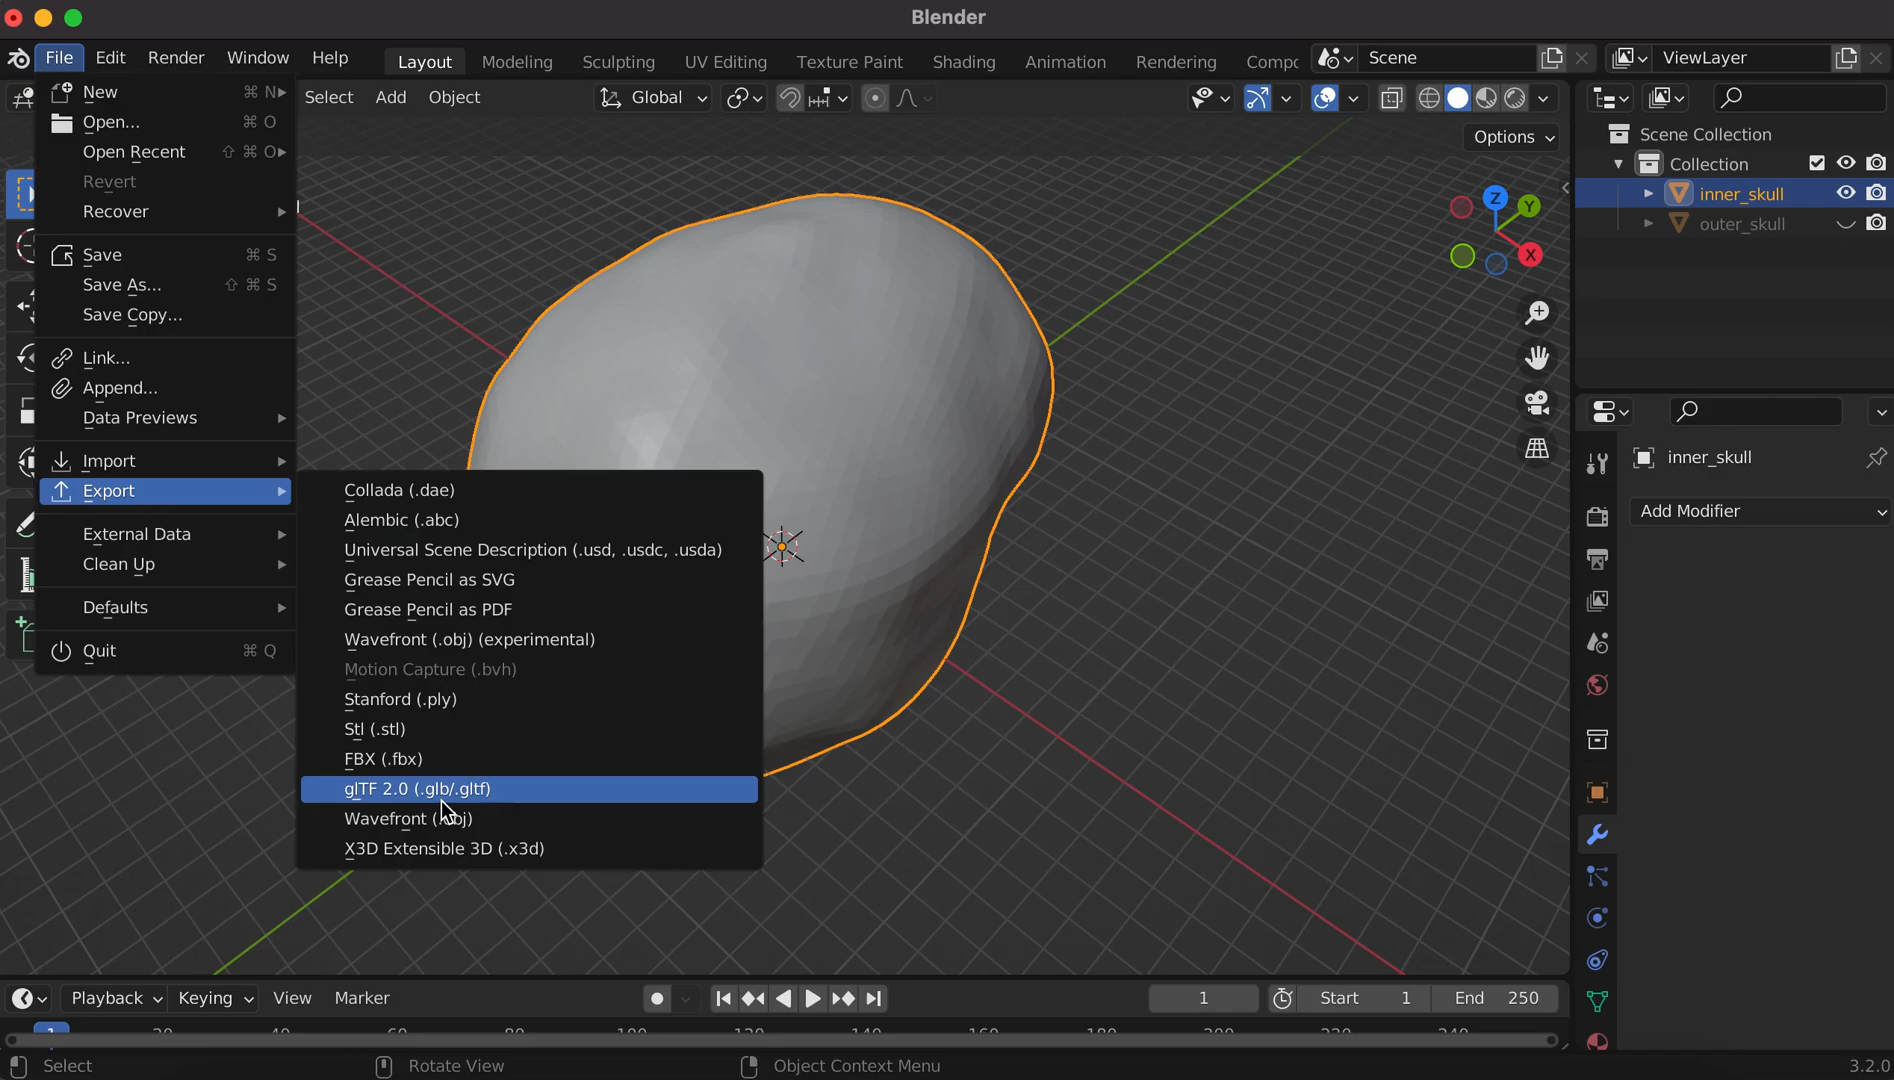 Blender
File Edit Render Window Help Layout Modeling Sculpting UV Editing Texture Paint Shading Animation Rendering Compo Scene ViewLayer
Select Add Object Global
Options
New ⌘ N
Open... ⌘ O
Open Recent ⇧ ⌘ O
Revert
Recover
Save ⌘ S
Save As... ⇧ ⌘ S
Save Copy...
Link...
Append...
Data Previews
Import
Export
External Data
Clean Up
Defaults
Quit ⌘ Q
Collada (.dae)
Alembic (.abc)
Universal Scene Description (.usd, .usdc, .usda)
Grease Pencil as SVG
Grease Pencil as PDF
Wavefront (.obj) (experimental)
Motion Capture (.bvh)
Stanford (.ply)
Stl (.stl)
FBX (.fbx)
glTF 2.0 (.glb/.gltf)
Wavefront
X3D Extensible 3D (.x3d)
Z Y X
Scene Collection
Collection
inner_skull
outer_skull
inner_skull
Add Modifier
Playback Keying View Marker 1 Start 1 End 250
1
Select Rotate View Object Context Menu 3.2.0